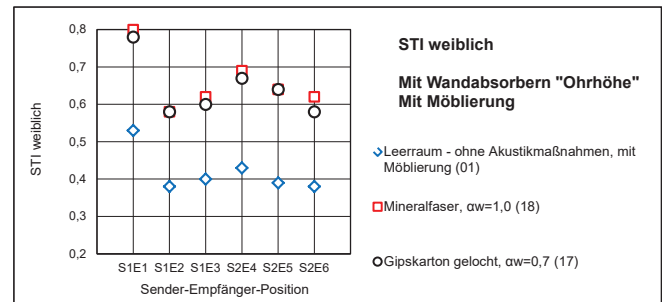 0,8
0,7
0,6
0,5
0,4
0,3
0,2
STI weiblich
S1E1 S1E2 S1E3 S2E4 S2E5 S2E6
Sender-Empfänger-Position
STI weiblich
Mit Wandabsorbern "Ohrhöhe"
Mit Möblierung
Leerraum - ohne Akustikmaßnahmen, mit
Möblierung (01)
Mineralfaser, αw=1,0 (18)
Gipskarton gelocht, αw=0,7 (17)